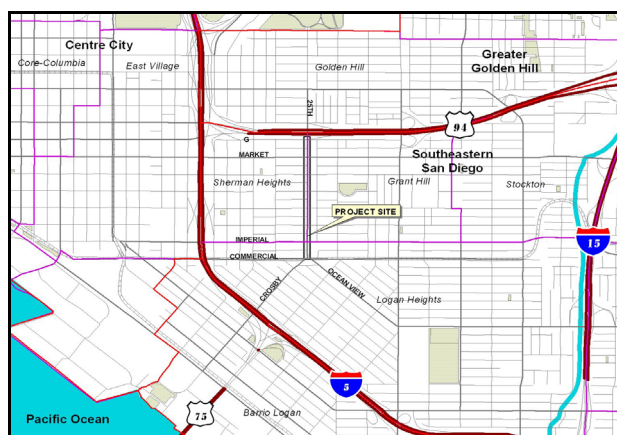 Centre City
Core-Columbia
East Village
Golden Hill
Greater
Golden Hill
25TH
94
G
MARKET
Southeastern
San Diego
Sherman Heights
Grant Hill
Stockton
PROJECT SITE
IMPERIAL
COMMERCIAL
15
CROSBY
OCEAN VIEW
Logan Heights
5
75
Barrio Logan
Pacific Ocean